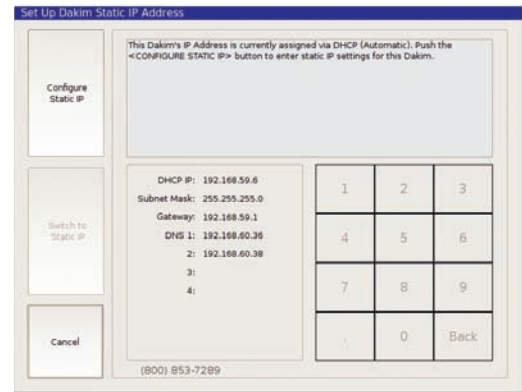 Set Up Dakim Static IP Address
This Dakim's IP Address is currently assigned via DHCP (Automatic). Push the
<CONFIGURE STATIC IP> button to enter static IP settings for this Dakim.
Configure
Static IP
Switch to
Static IP
Cancel
DHCP IP: 192.168.59.6
Subnet Mask: 255.255.255.0
Gateway: 192.168.59.1
DNS 1: 192.168.60.36
2: 192.168.60.38
3:
4:
1 2 3
4 5 6
7 8 9
. 0 Back
(800) 853-7289